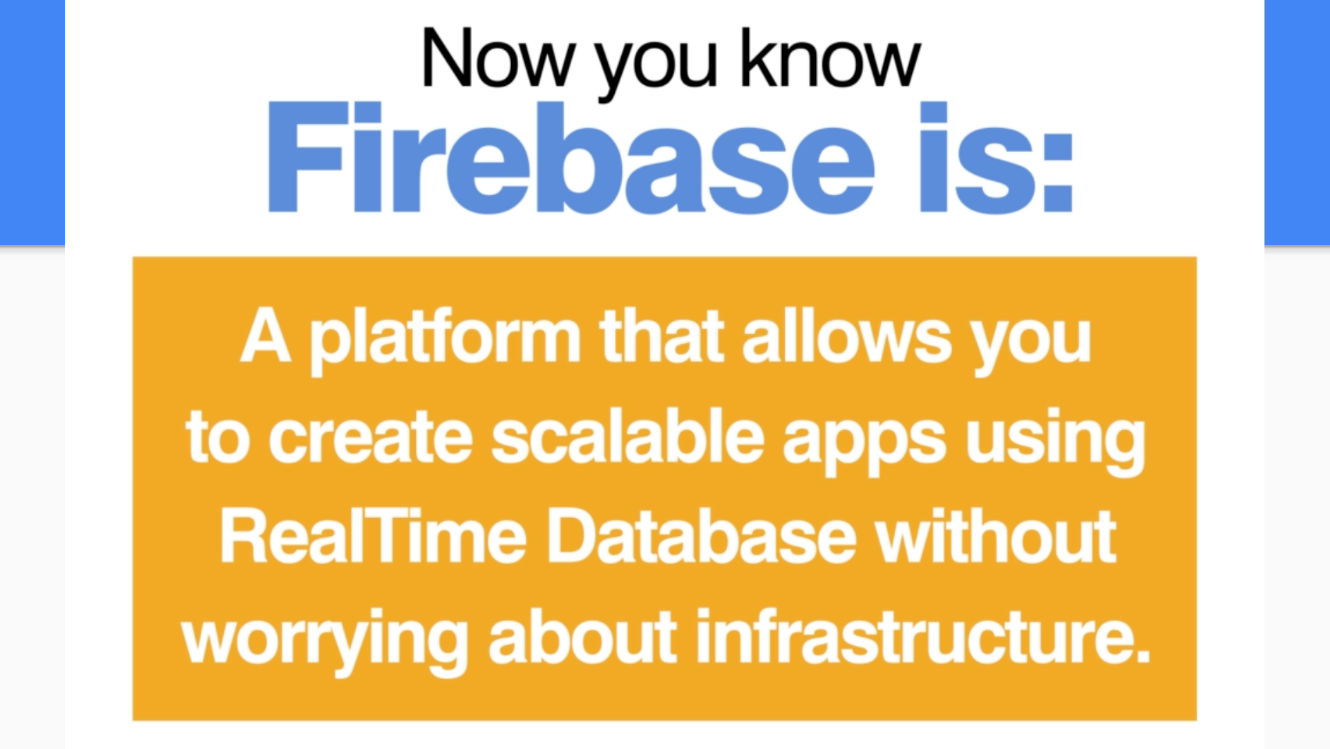 Now you know
Firebase is:
A platform that allows you
to create scalable apps using
RealTime Database without
worrying about infrastructure.